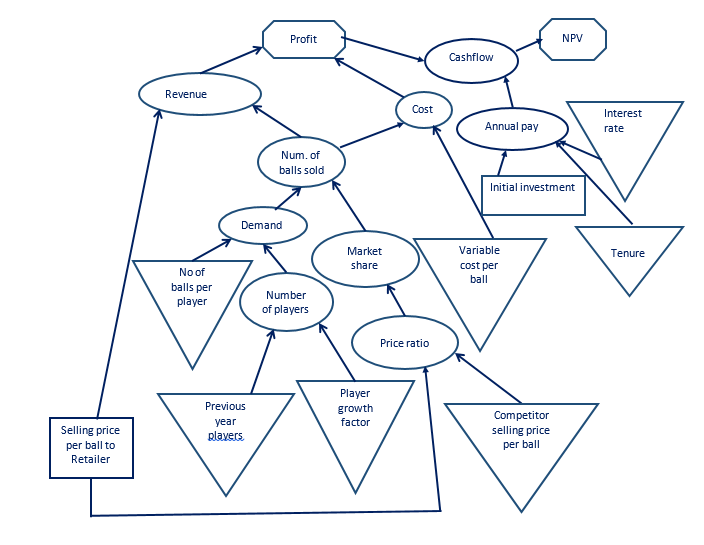 Profit
NPV
Cashflow
Revenue
Cost
Interest
rate
Annual pay
Num. of
balls sold
Initial investment
Demand
Market
share
Variable
cost per
ball
Tenure
No of
balls per
player
Number
of players
Price ratio
Player
growth
factor
Previous
year
players
Competitor
selling price
per ball
Selling price
per ball to
Retailer